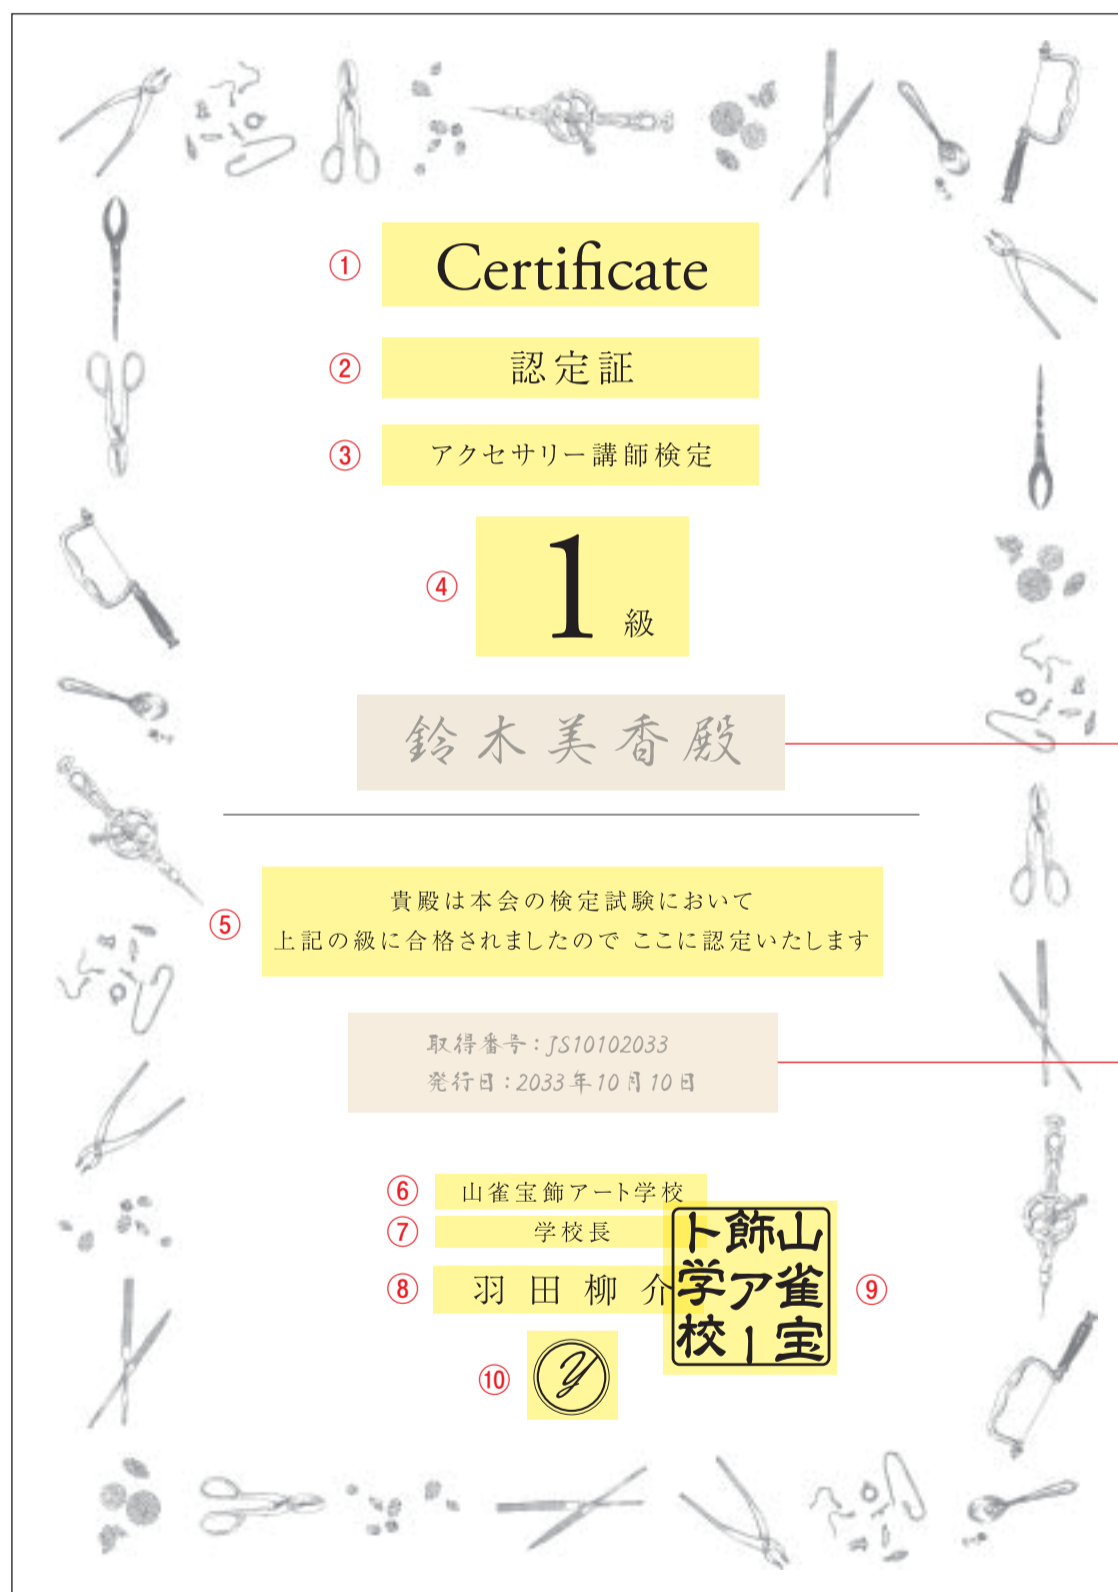 ① Certificate
② 認定証
③ アクセサリー講師検定
④ 1級
鈴木美香殿
⑤ 貴殿は本会の検定試験において
上記の級に合格されましたので ここに認定いたします
取得番号：JS10102033
発行日：2033年10月10日
⑥ 山雀宝飾アート学校
⑦ 学校長
⑧ 羽田柳介
⑨ 山雀宝
飾アー
ト学校
⑩ Y